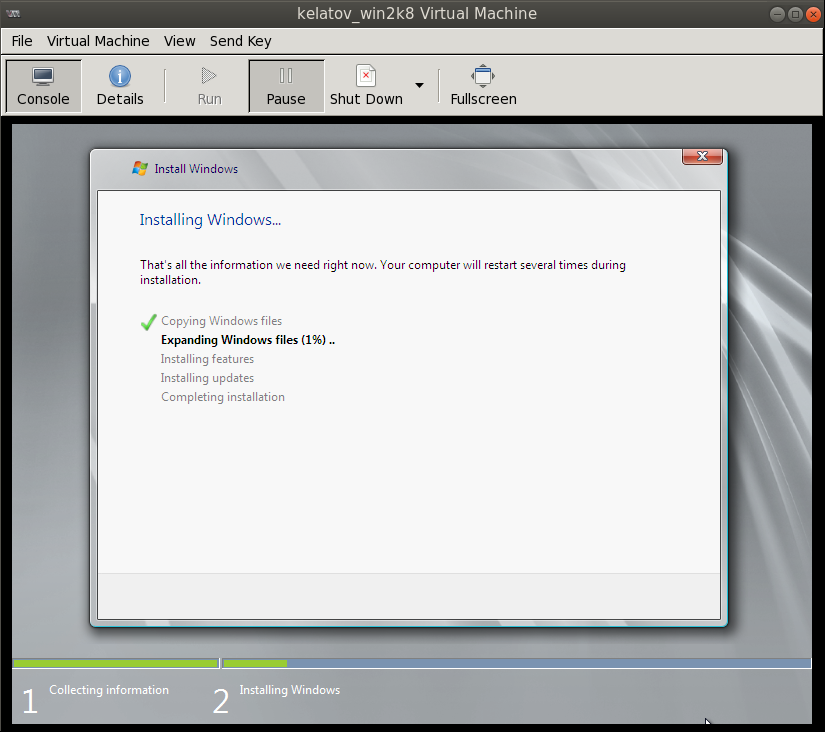 kelatov_win2k8 Virtual Machine
File Virtual Machine View Send Key
Console Details Run Pause Shut Down Fullscreen
Install Windows
Installing Windows...
That's all the information we need right now. Your computer will restart several times during
installation.
Copying Windows files
Expanding Windows files (1%) ..
Installing features
Installing updates
Completing installation
1 Collecting information 2 Installing Windows